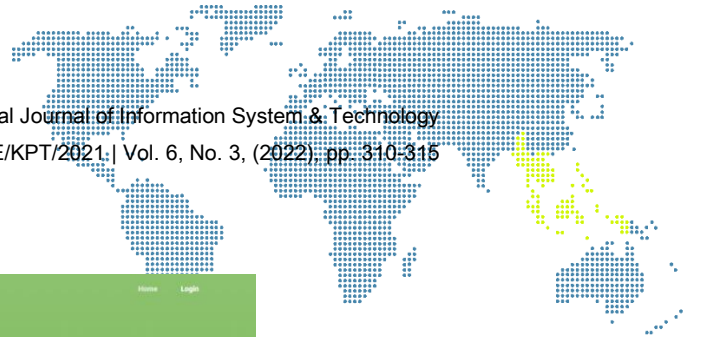 al Journal of Information System & Technology
E/KPT/2021 | Vol. 6, No. 3, (2022), pp. 310-315
Home Login